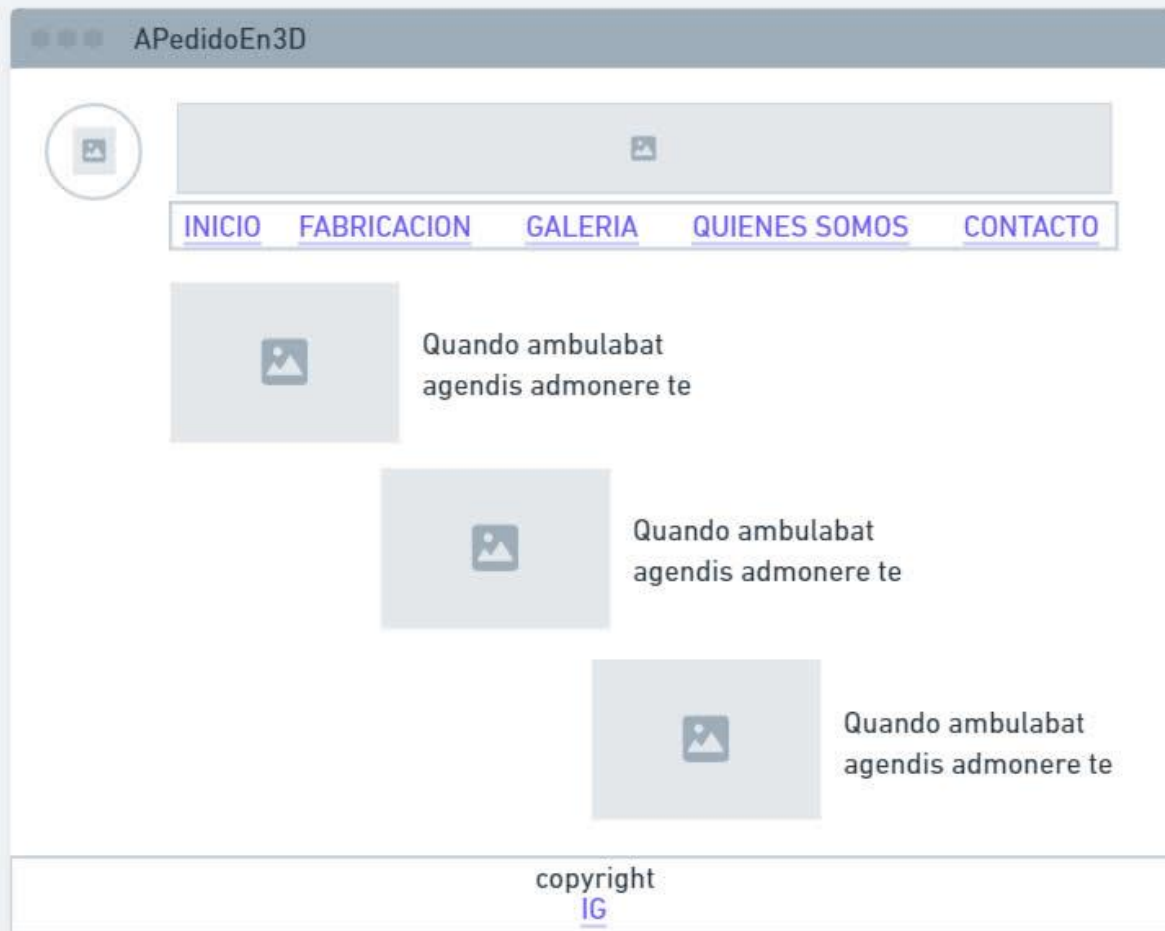 APedidoEn3D
INICIO FABRICACION GALERIA QUIENES SOMOS CONTACTO
Quando ambulabat
agendis admonere te
Quando ambulabat
agendis admonere te
Quando ambulabat
agendis admonere te
copyright
IG